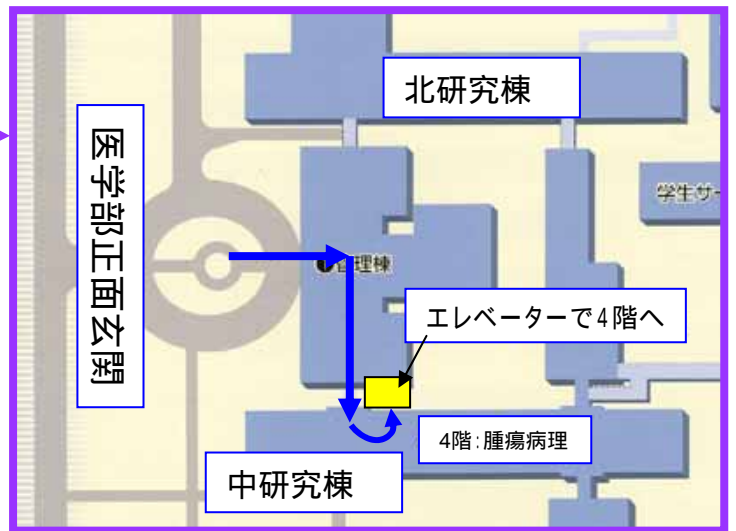 北研究棟
医学部正面玄関
学生サー
❶管理棟
エレベーターで4階へ
4階:腫瘍病理
中研究棟